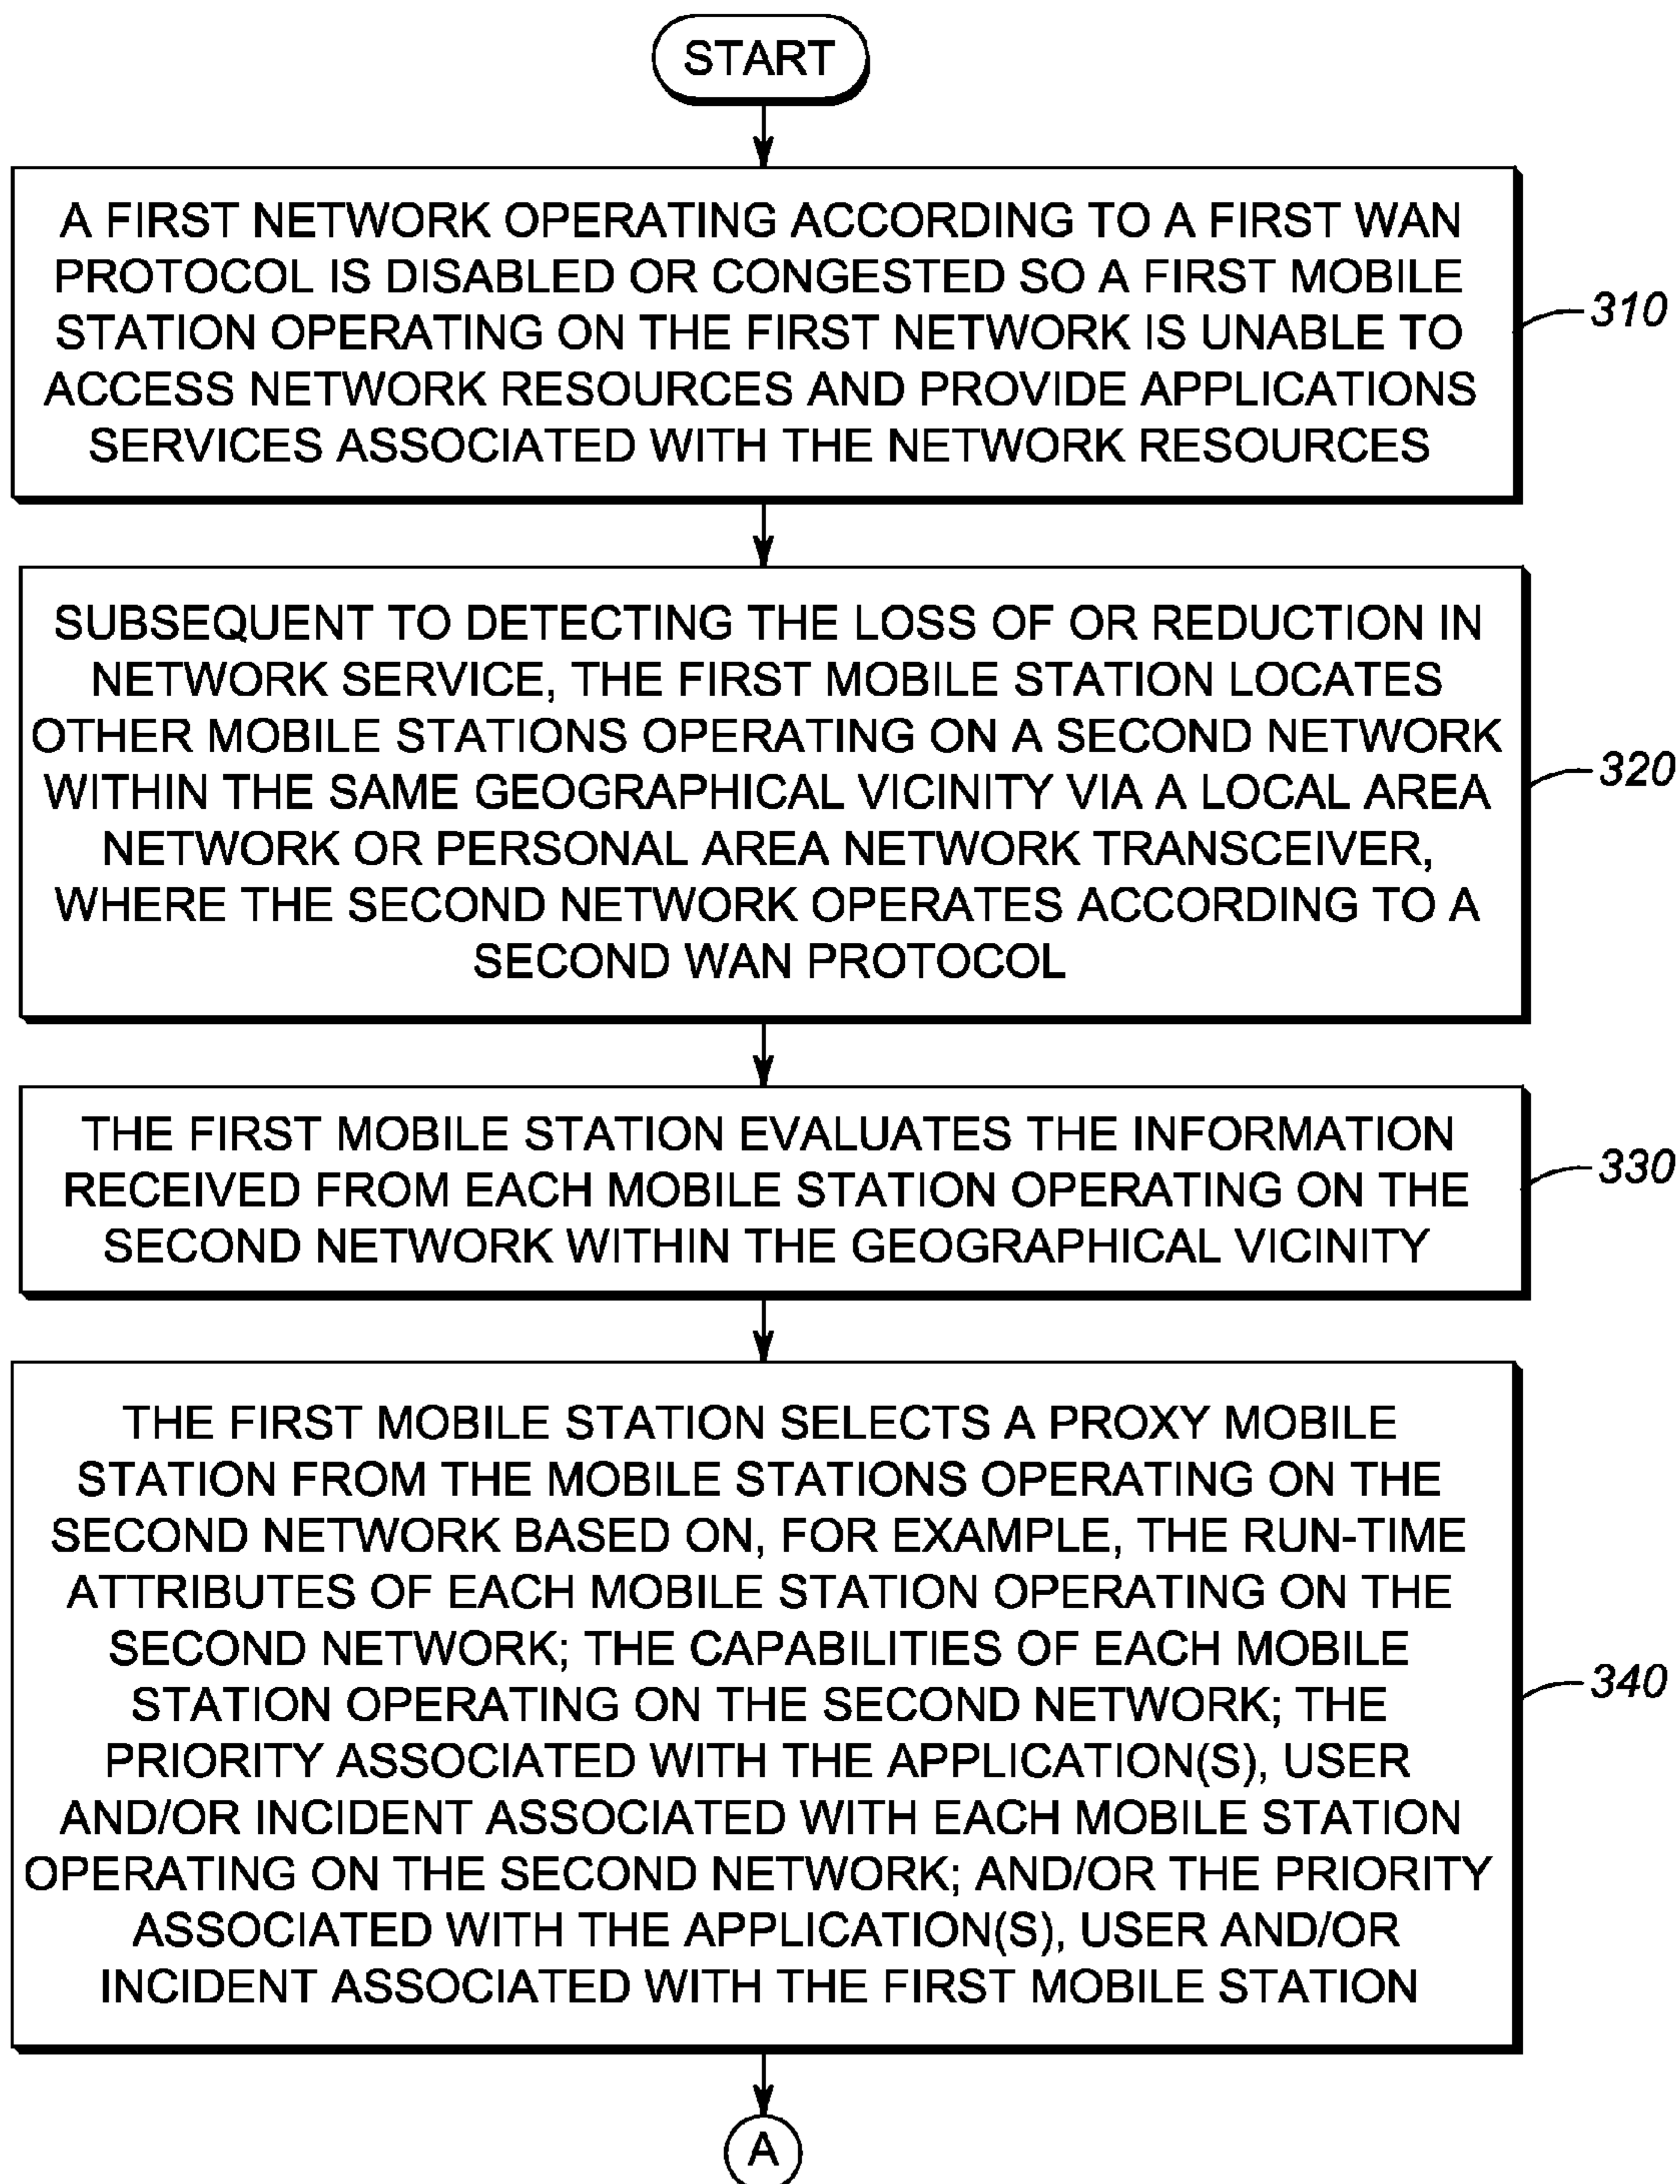 START
A FIRST NETWORK OPERATING ACCORDING TO A FIRST WAN
PROTOCOL IS DISABLED OR CONGESTED SO A FIRST MOBILE
STATION OPERATING ON THE FIRST NETWORK IS UNABLE TO
ACCESS NETWORK RESOURCES AND PROVIDE APPLICATIONS
SERVICES ASSOCIATED WITH THE NETWORK RESOURCES
310
SUBSEQUENT TO DETECTING THE LOSS OF OR REDUCTION IN
NETWORK SERVICE, THE FIRST MOBILE STATION LOCATES
OTHER MOBILE STATIONS OPERATING ON A SECOND NETWORK
WITHIN THE SAME GEOGRAPHICAL VICINITY VIA A LOCAL AREA
NETWORK OR PERSONAL AREA NETWORK TRANSCEIVER,
WHERE THE SECOND NETWORK OPERATES ACCORDING TO A
SECOND WAN PROTOCOL
320
THE FIRST MOBILE STATION EVALUATES THE INFORMATION
RECEIVED FROM EACH MOBILE STATION OPERATING ON THE
SECOND NETWORK WITHIN THE GEOGRAPHICAL VICINITY
330
THE FIRST MOBILE STATION SELECTS A PROXY MOBILE
STATION FROM THE MOBILE STATIONS OPERATING ON THE
SECOND NETWORK BASED ON, FOR EXAMPLE, THE RUN-TIME
ATTRIBUTES OF EACH MOBILE STATION OPERATING ON THE
SECOND NETWORK; THE CAPABILITIES OF EACH MOBILE
STATION OPERATING ON THE SECOND NETWORK; THE
PRIORITY ASSOCIATED WITH THE APPLICATION(S), USER
AND/OR INCIDENT ASSOCIATED WITH EACH MOBILE STATION
OPERATING ON THE SECOND NETWORK; AND/OR THE PRIORITY
ASSOCIATED WITH THE APPLICATION(S), USER AND/OR
INCIDENT ASSOCIATED WITH THE FIRST MOBILE STATION
340
A